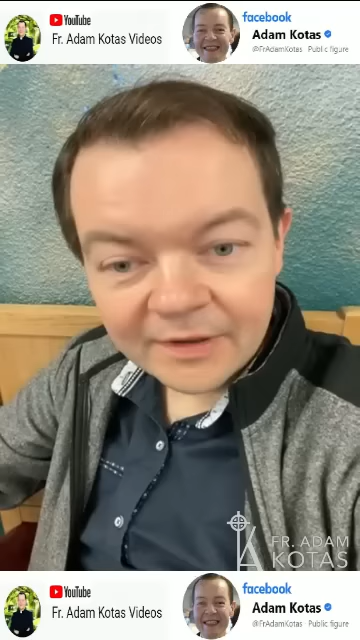 YouTube
Fr. Adam Kotas Videos
facebook
Adam Kotas
@FrAdamKotas · Public figure
FR. ADAM
KOTAS
YouTube
Fr. Adam Kotas Videos
facebook
Adam Kotas
@FrAdamKotas · Public figure